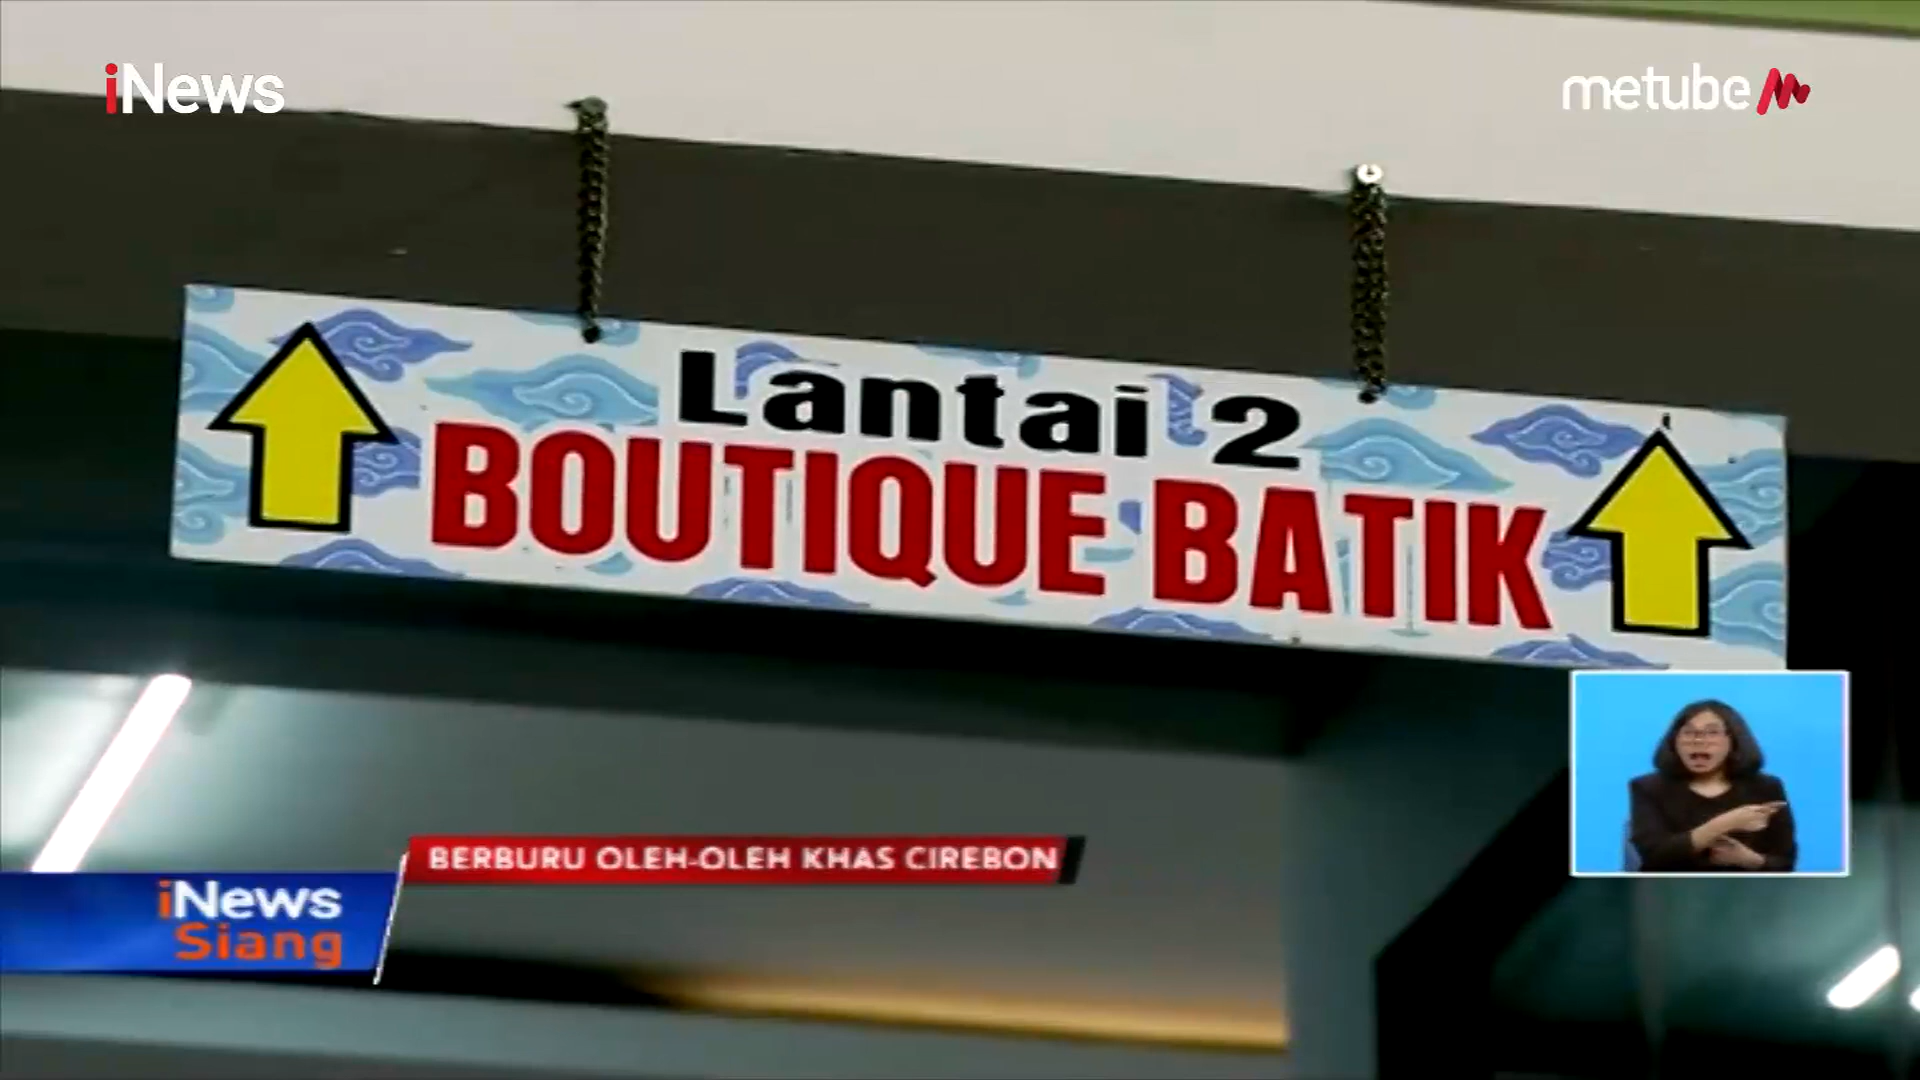 iNews
metube
Lantai 2
BOUTIQUE BATIK
BERBURU OLEH-OLEH KHAS CIREBON
iNews
Siang